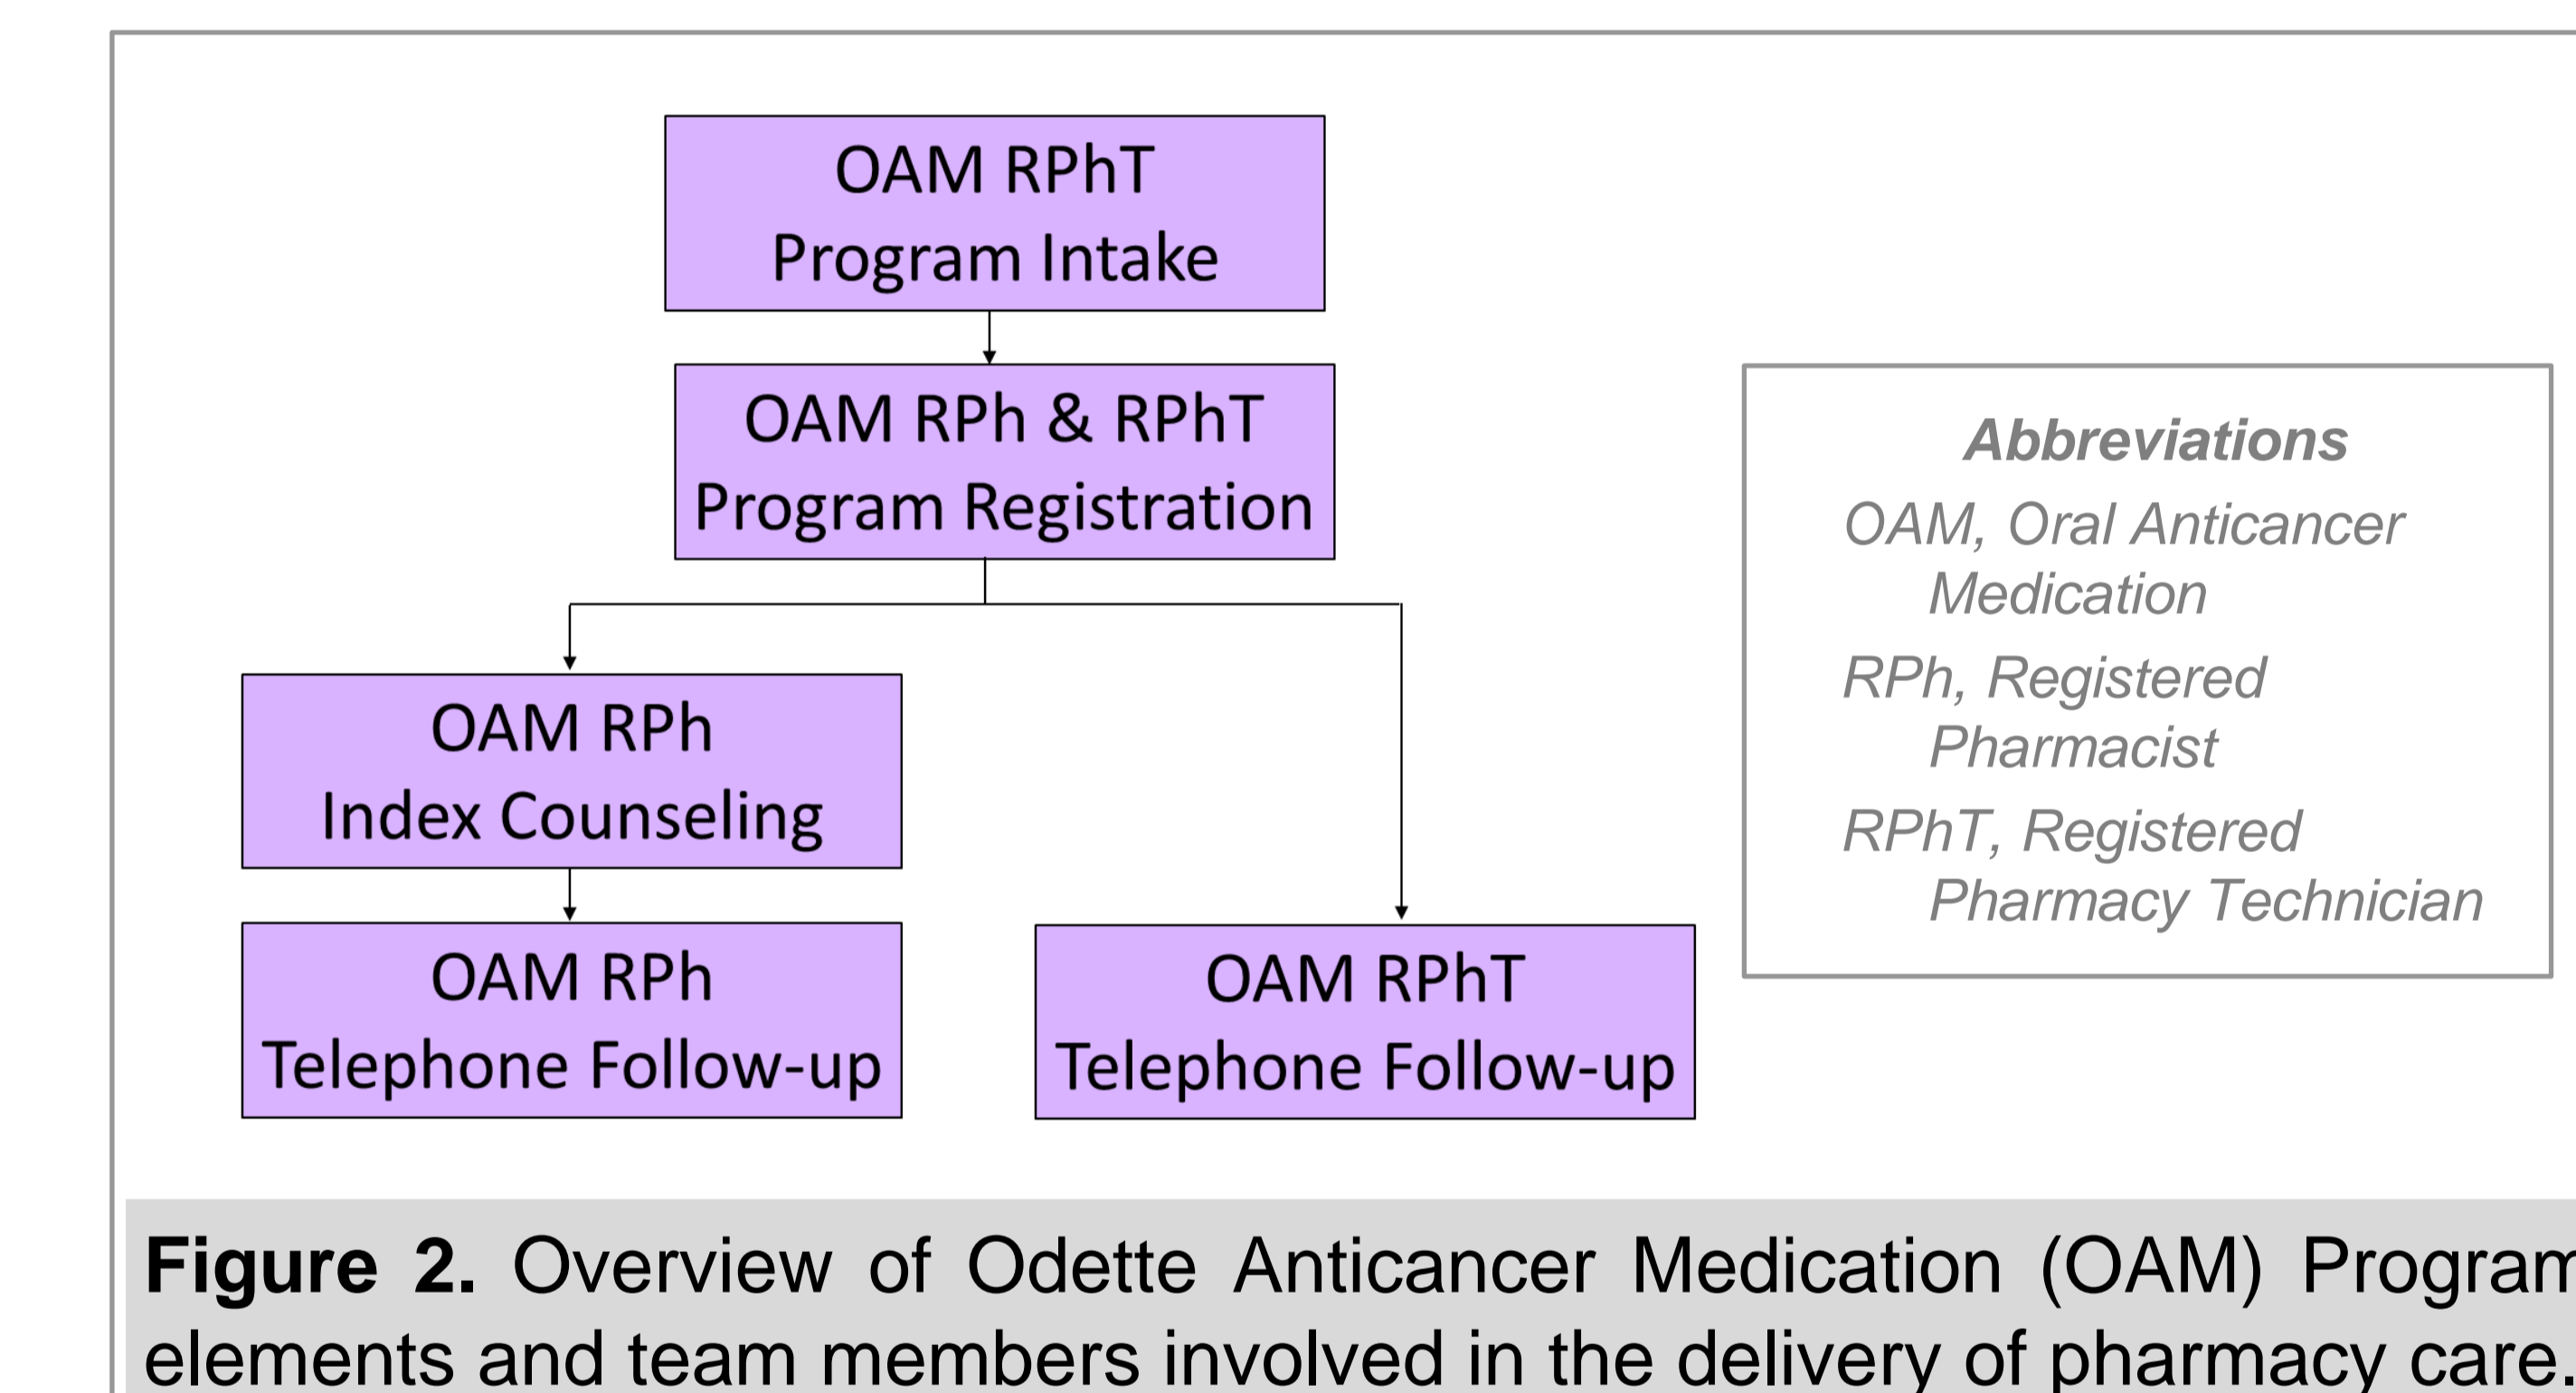 OAM RPhT
Program Intake
OAM RPh & RPhT
Program Registration
OAM RPh
Index Counseling
OAM RPh
Telephone Follow-up
OAM RPhT
Telephone Follow-up
Abbreviations
OAM, Oral Anticancer
Medication
RPh, Registered
Pharmacist
RPhT, Registered
Pharmacy Technician
Figure 2. Overview of Odette Anticancer Medication (OAM) Program
elements and team members involved in the delivery of pharmacy care.